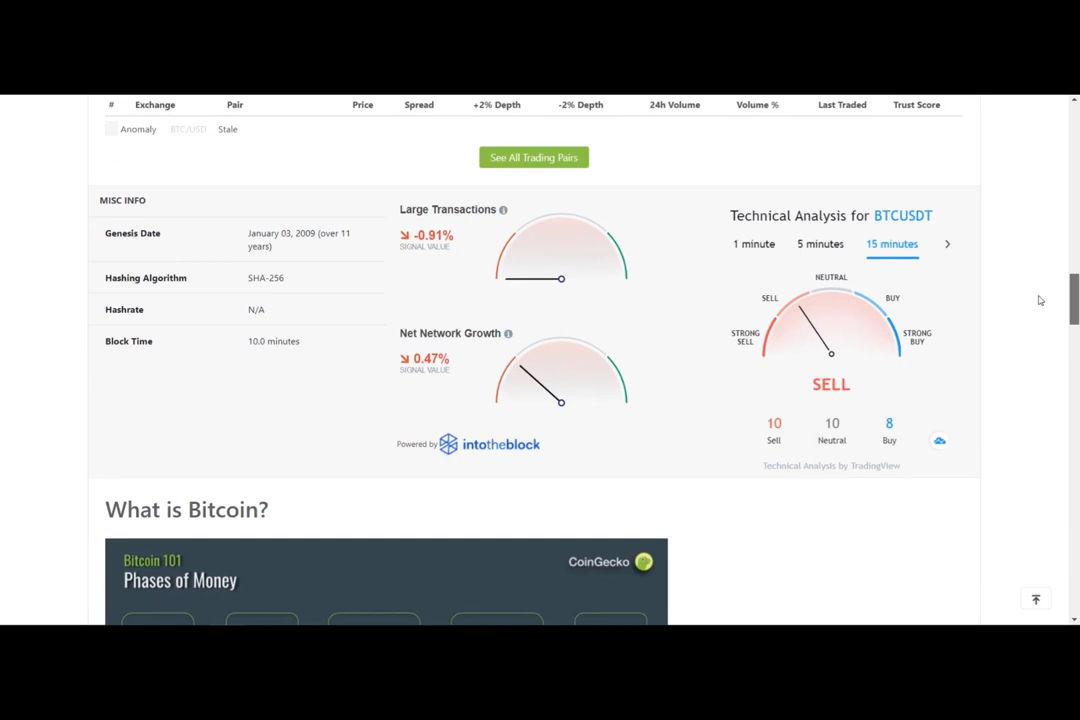 # Exchange Pair Price Spread +2% Depth -2% Depth 24h Volume Volume % Last Traded Trust Score
Anomaly BTC/USD Stale
See All Trading Pairs
MISC INFO
Genesis Date January 03, 2009 (over 11
years)
Hashing Algorithm SHA-256
Hashrate N/A
Block Time 10.0 minutes
Large Transactions
-0.91%
SIGNAL VALUE
Net Network Growth
0.47%
SIGNAL VALUE
Powered by intotheblock
Technical Analysis for BTCUSDT
1 minute 5 minutes 15 minutes
NEUTRAL
SELL BUY
STRONG
SELL
STRONG
BUY
SELL
10 10 8
Sell Neutral Buy
Technical Analysis by TradingView
What is Bitcoin?
Bitcoin 101
Phases of Money
CoinGecko